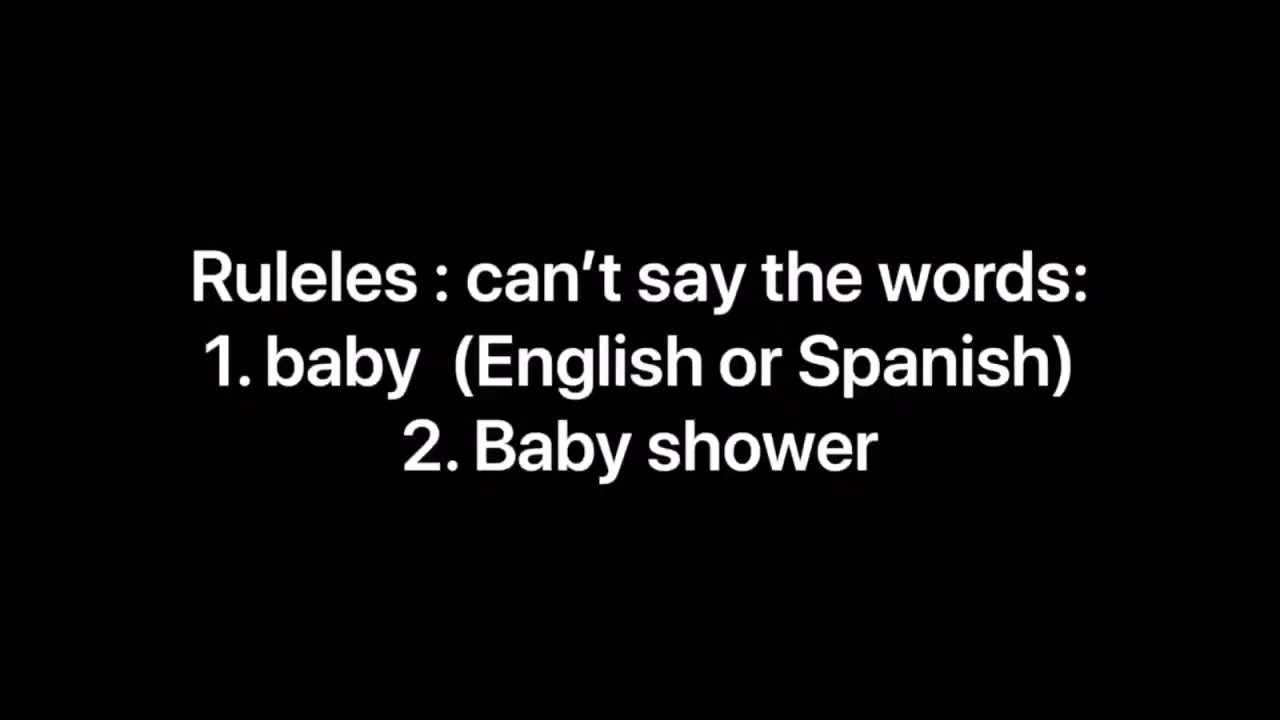 Ruleles : can’t say the words:
1. baby  (English or Spanish)
2. Baby shower